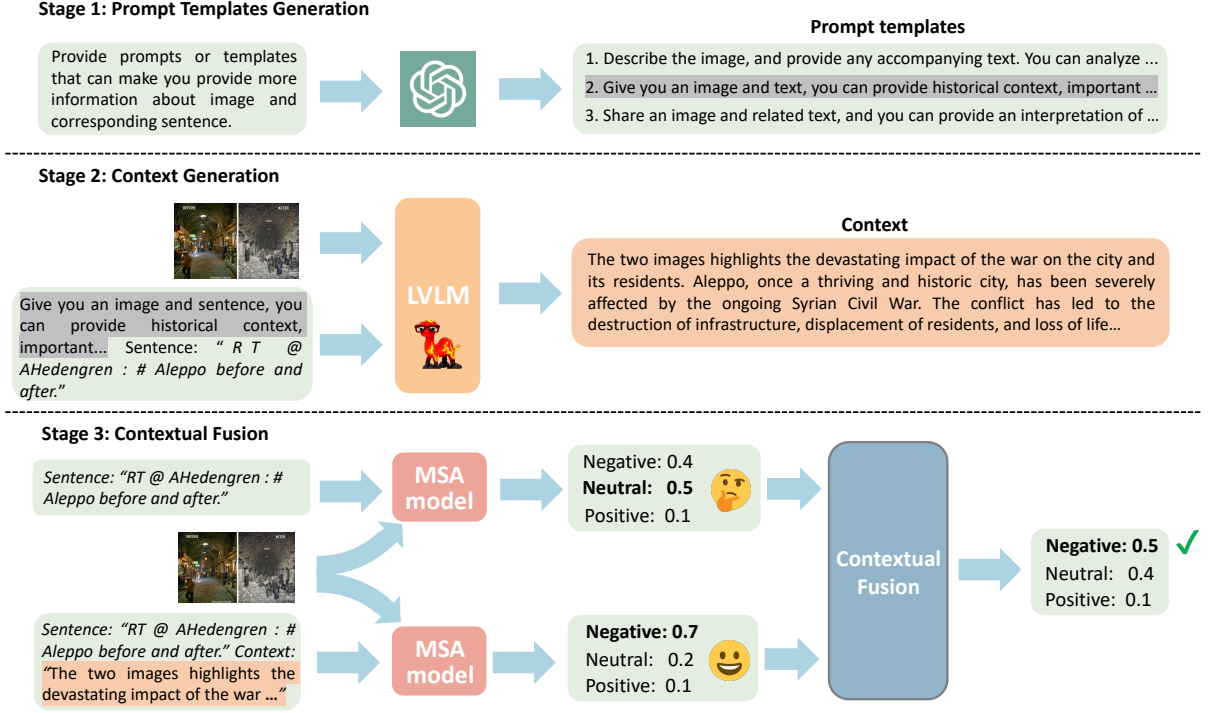 Stage 1: Prompt Templates Generation
Provide prompts or templates
that can make you provide more
information about image and
corresponding sentence.
Prompt templates
1. Describe the image, and provide any accompanying text. You can analyze ...
2. Give you an image and text, you can provide historical context, important ...
3. Share an image and related text, and you can provide an interpretation of ...
Stage 2: Context Generation
BEFORE
AFTER
Give you an image and sentence, you
can provide historical context,
important... Sentence: “ R T @
AHedengren : # Aleppo before and
after.”
LVLM
Context
The two images highlights the devastating impact of the war on the city and
its residents. Aleppo, once a thriving and historic city, has been severely
affected by the ongoing Syrian Civil War. The conflict has led to the
destruction of infrastructure, displacement of residents, and loss of life…
Stage 3: Contextual Fusion
Sentence: “RT @ AHedengren : #
Aleppo before and after.”
MSA
model
Negative: 0.4
Neutral: 0.5
Positive: 0.1
BEFORE
AFTER
Sentence: “RT @ AHedengren : #
Aleppo before and after.” Context:
“The two images highlights the
devastating impact of the war …”
MSA
model
Negative: 0.7
Neutral: 0.2
Positive: 0.1
Contextual
Fusion
Negative: 0.5
Neutral: 0.4
Positive: 0.1